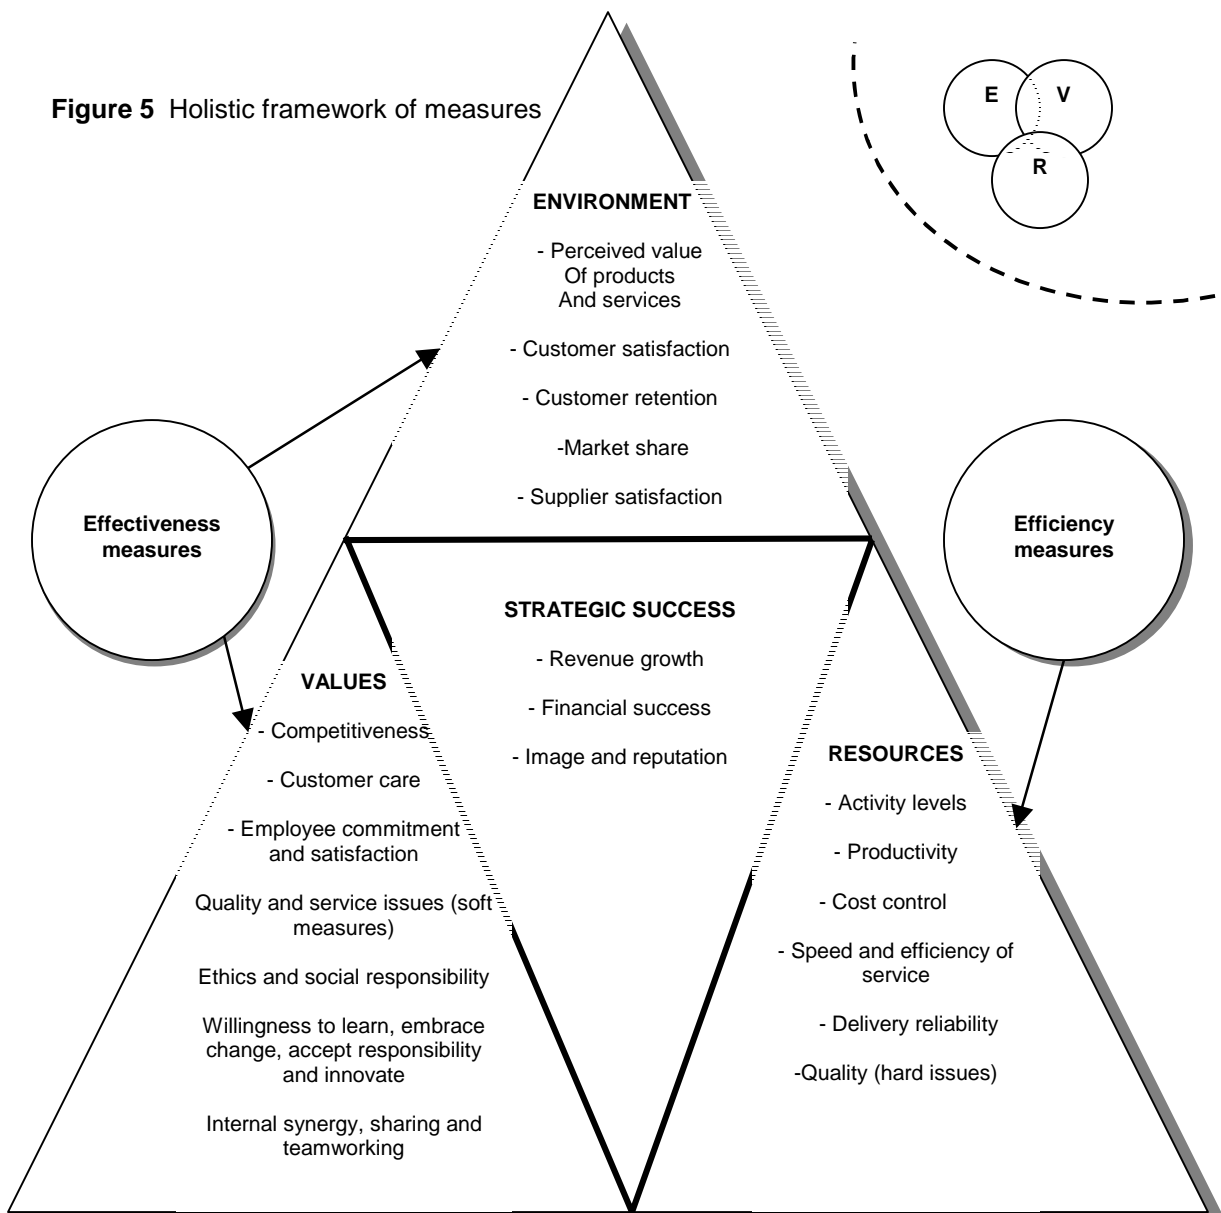 Figure 5 Holistic framework of measures
E
V
R
ENVIRONMENT
- Perceived value
Of products
And services
- Customer satisfaction
- Customer retention
-Market share
- Supplier satisfaction
Effectiveness
measures
Efficiency
measures
STRATEGIC SUCCESS
- Revenue growth
- Financial success
- Image and reputation
VALUES
- Competitiveness
- Customer care
- Employee commitment
and satisfaction
Quality and service issues (soft
measures)
Ethics and social responsibility
Willingness to learn, embrace
change, accept responsibility
and innovate
Internal synergy, sharing and
teamworking
RESOURCES
- Activity levels
- Productivity
- Cost control
- Speed and efficiency of
service
- Delivery reliability
-Quality (hard issues)